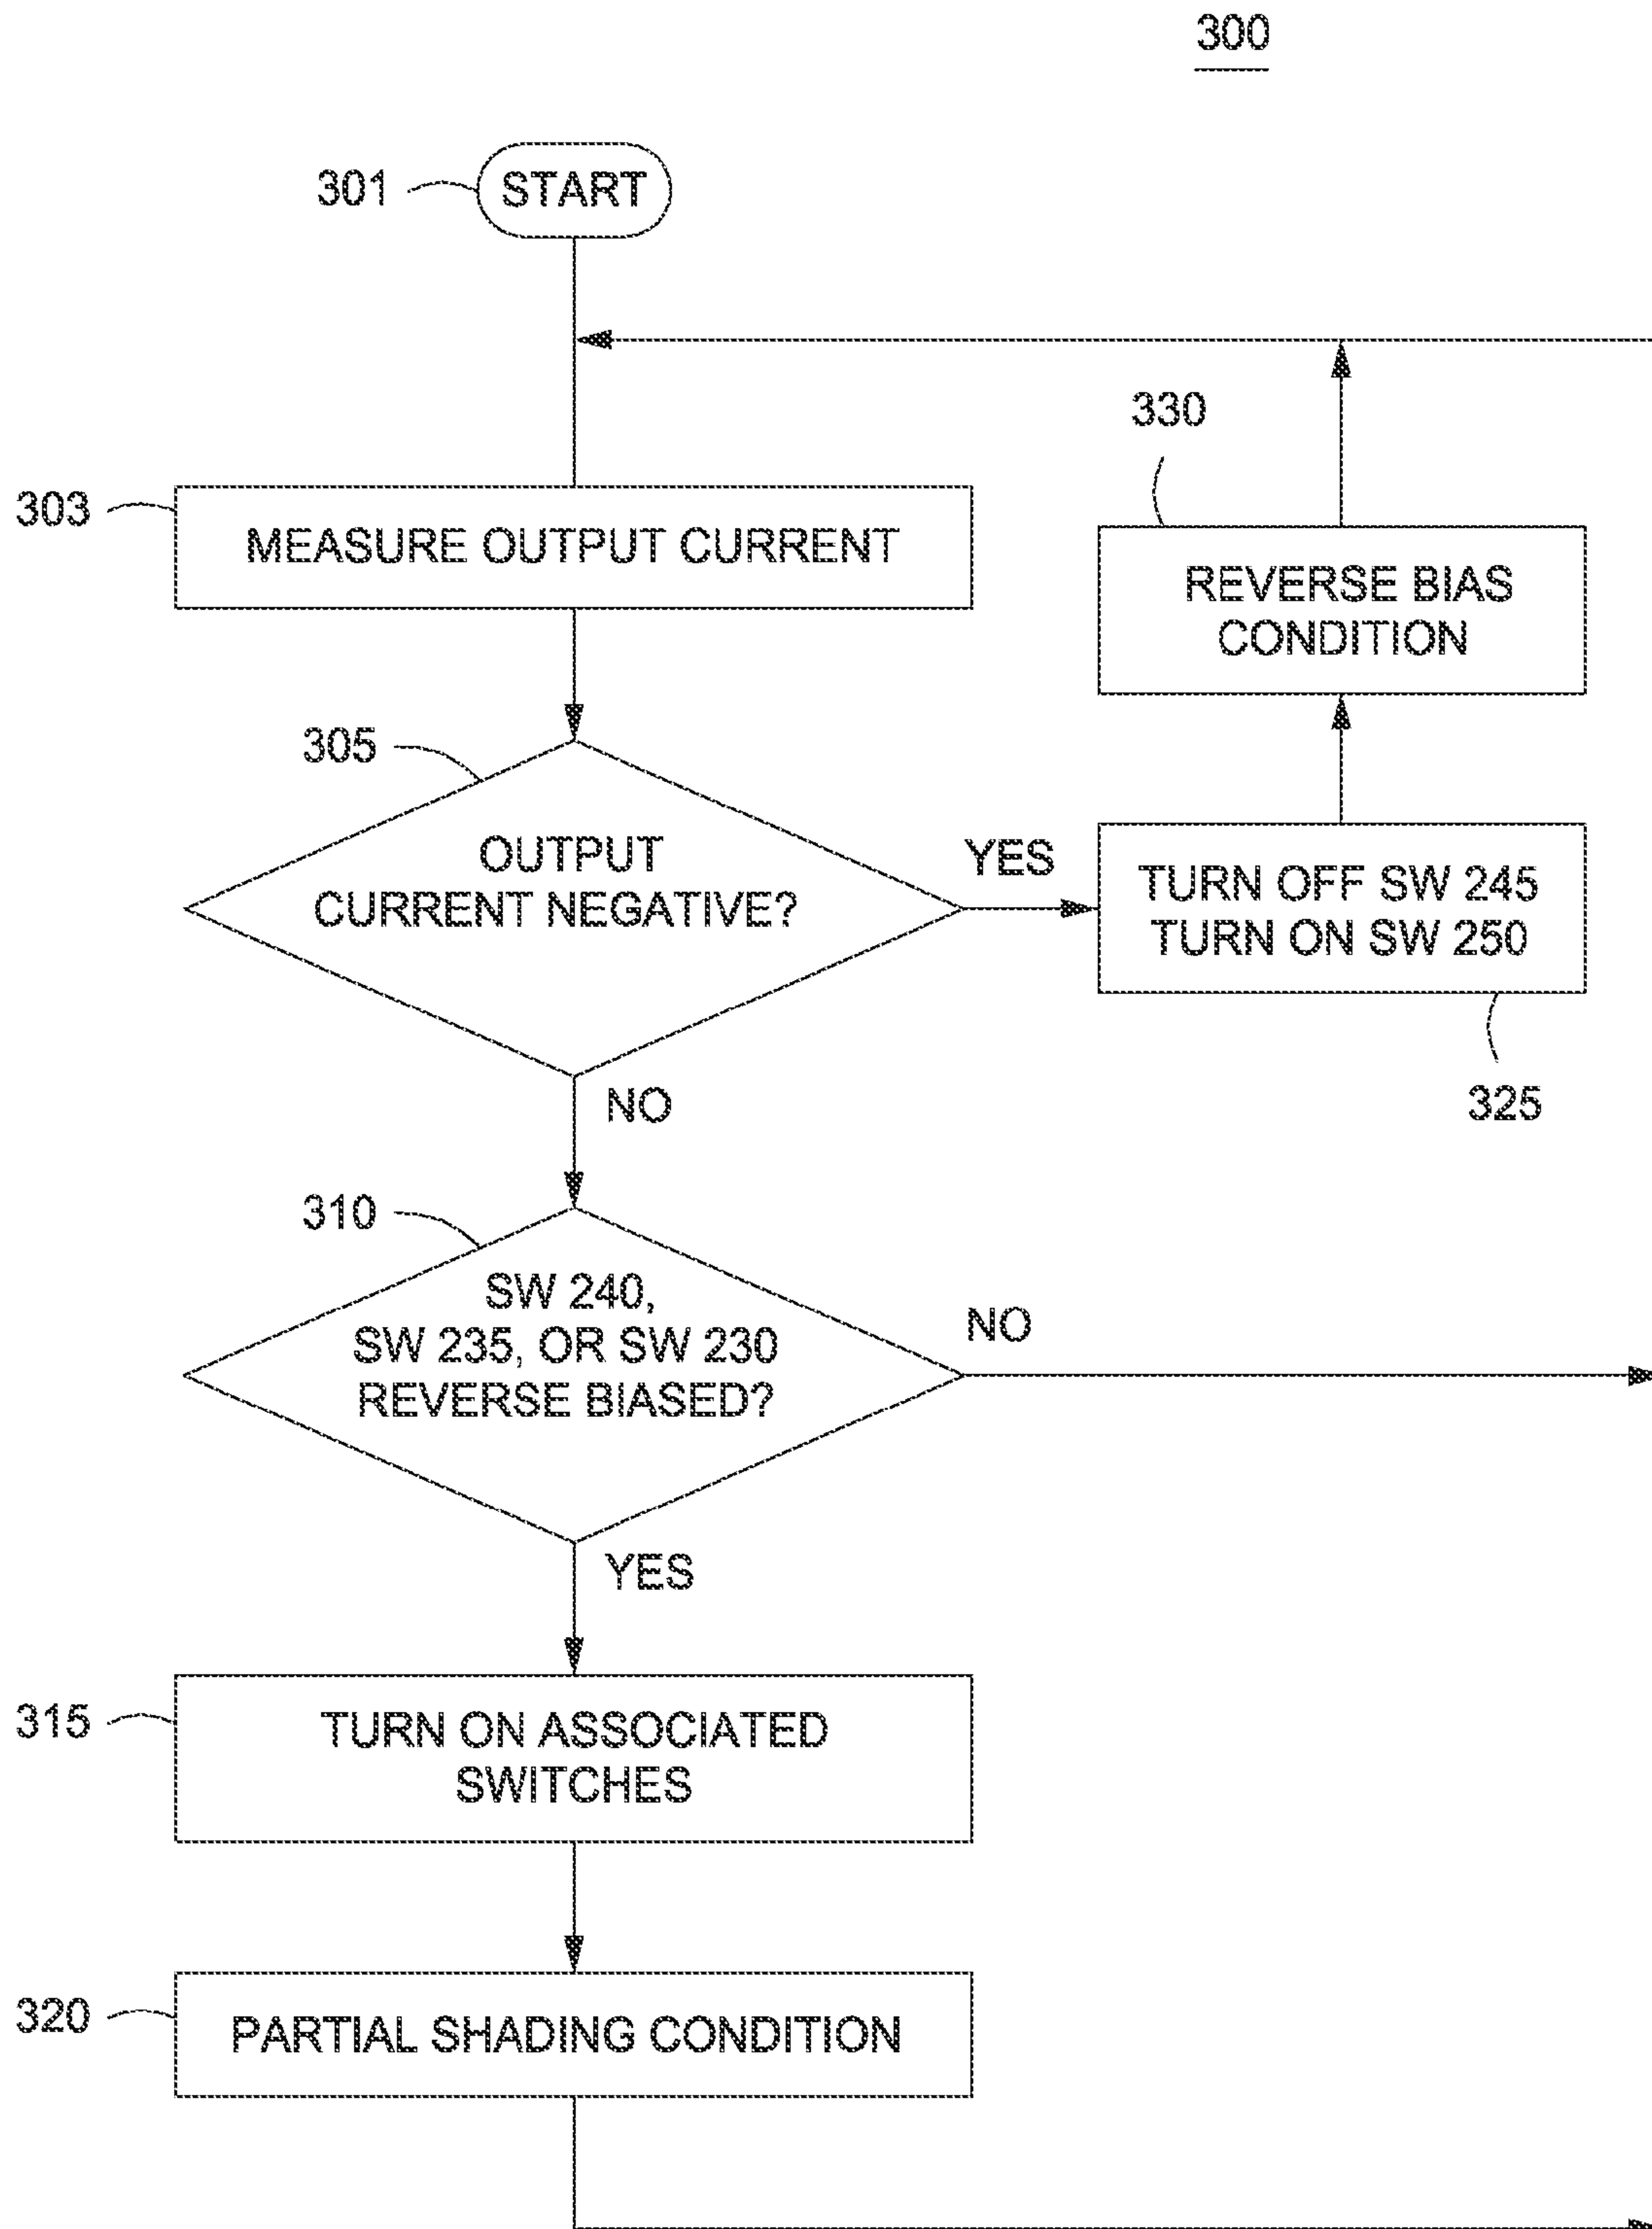 300
301
START
303
MEASURE OUTPUT CURRENT
330
REVERSE BIAS
CONDITION
305
OUTPUT
CURRENT NEGATIVE?
YES
TURN OFF SW 245
TURN ON SW 250
325
NO
310
SW 240,
SW 235, OR SW 230
REVERSE BIASED?
NO
YES
315
TURN ON ASSOCIATED
SWITCHES
320
PARTIAL SHADING CONDITION